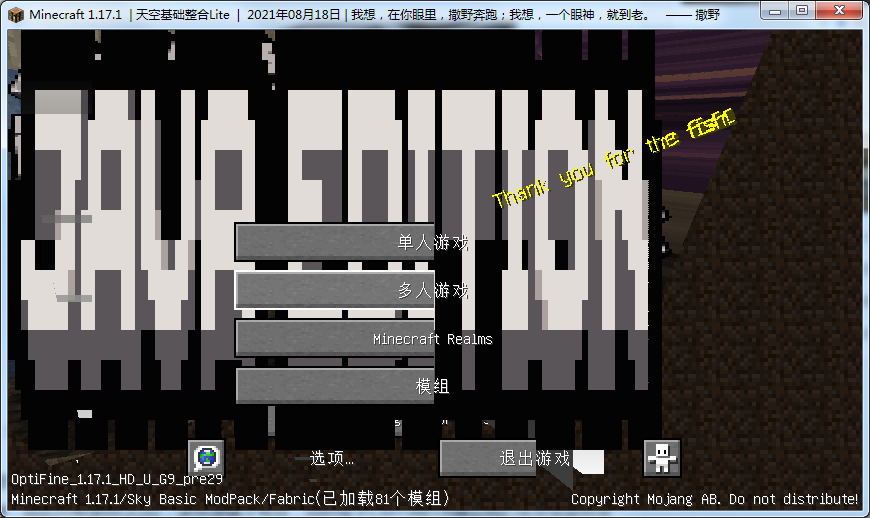 Minecraft 1.17.1 | 天空基础整合Lite | 2021年08月18日 | 我想，在你眼里，撒野奔跑；我想，一个眼神，就到老。 —— 撒野
Thank you for the fish!
单人游戏
多人游戏
Minecraft Realms
模组
选项…
退出游戏
OptiFine_1.17.1_HD_U_G9_pre29
Minecraft 1.17.1/Sky Basic ModPack/Fabric(已加载81个模组)
Copyright Mojang AB. Do not distribute!